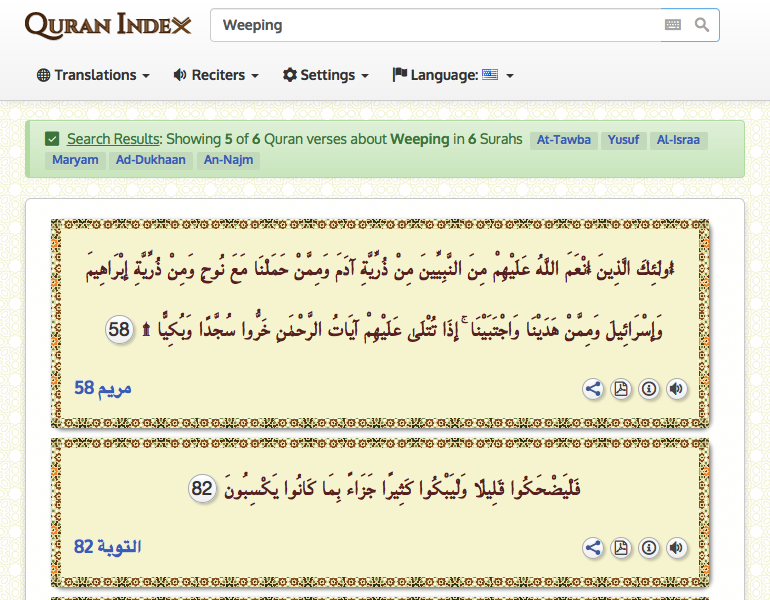 QURAN INDEX
Weeping
Translations Reciters Settings Language:
Search Results: Showing 5 of 6 Quran verses about Weeping in 6 Surahs At-Tawba Yusuf Al-Israa
Maryam Ad-Dukhaan An-Najm
أُولَٰئِكَ الَّذِينَ أَنْعَمَ اللَّهُ عَلَيْهِمْ مِنَ النَّبِيِّينَ مِنْ ذُرِّيَّةِ آدَمَ وَمِمَّنْ حَمَلْنَا مَعَ نُوحٍ وَمِنْ ذُرِّيَّةِ إِبْرَاهِيمَ
وَإِسْرَائِيلَ وَمِمَّنْ هَدَيْنَا وَاجْتَبَيْنَا ۚ إِذَا تُتْلَىٰ عَلَيْهِمْ آيَاتُ الرَّحْمَٰنِ خَرُّوا سُجَّدًا وَبُكِيًّا ۩ 58
مريم 58
فَلْيَضْحَكُوا قَلِيلًا وَلْيَبْكُوا كَثِيرًا جَزَاءً بِمَا كَانُوا يَكْسِبُونَ 82
التوبة 82